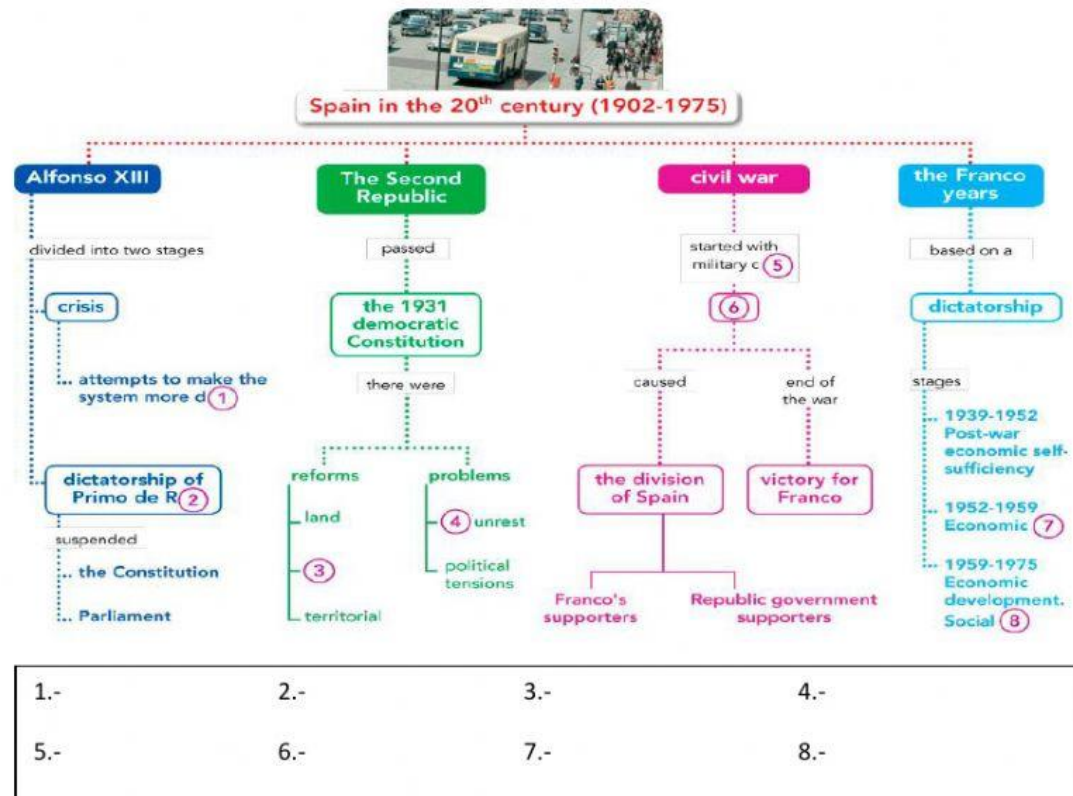 Spain in the 20th century (1902-1975)
Alfonso XIII
divided into two stages
crisis
attempts to make the
system more d 1
dictatorship of
Primo de R 2
suspended
the Constitution
Parliament
The Second
Republic
passed
the 1931
democratic
Constitution
there were
reforms
land
3
territorial
problems
4 unrest
political
tensions
civil war
started with
military c 5
6
caused
the division
of Spain
Franco's
supporters
Republic government
supporters
end of
the war
victory for
Franco
the Franco
years
based on a
dictatorship
stages
1939-1952
Post-war
economic self-
sufficiency
1952-1959
Economic 7
1959-1975
Economic
development.
Social 8
1.- 2.- 3.- 4.-
5.- 6.- 7.- 8.-